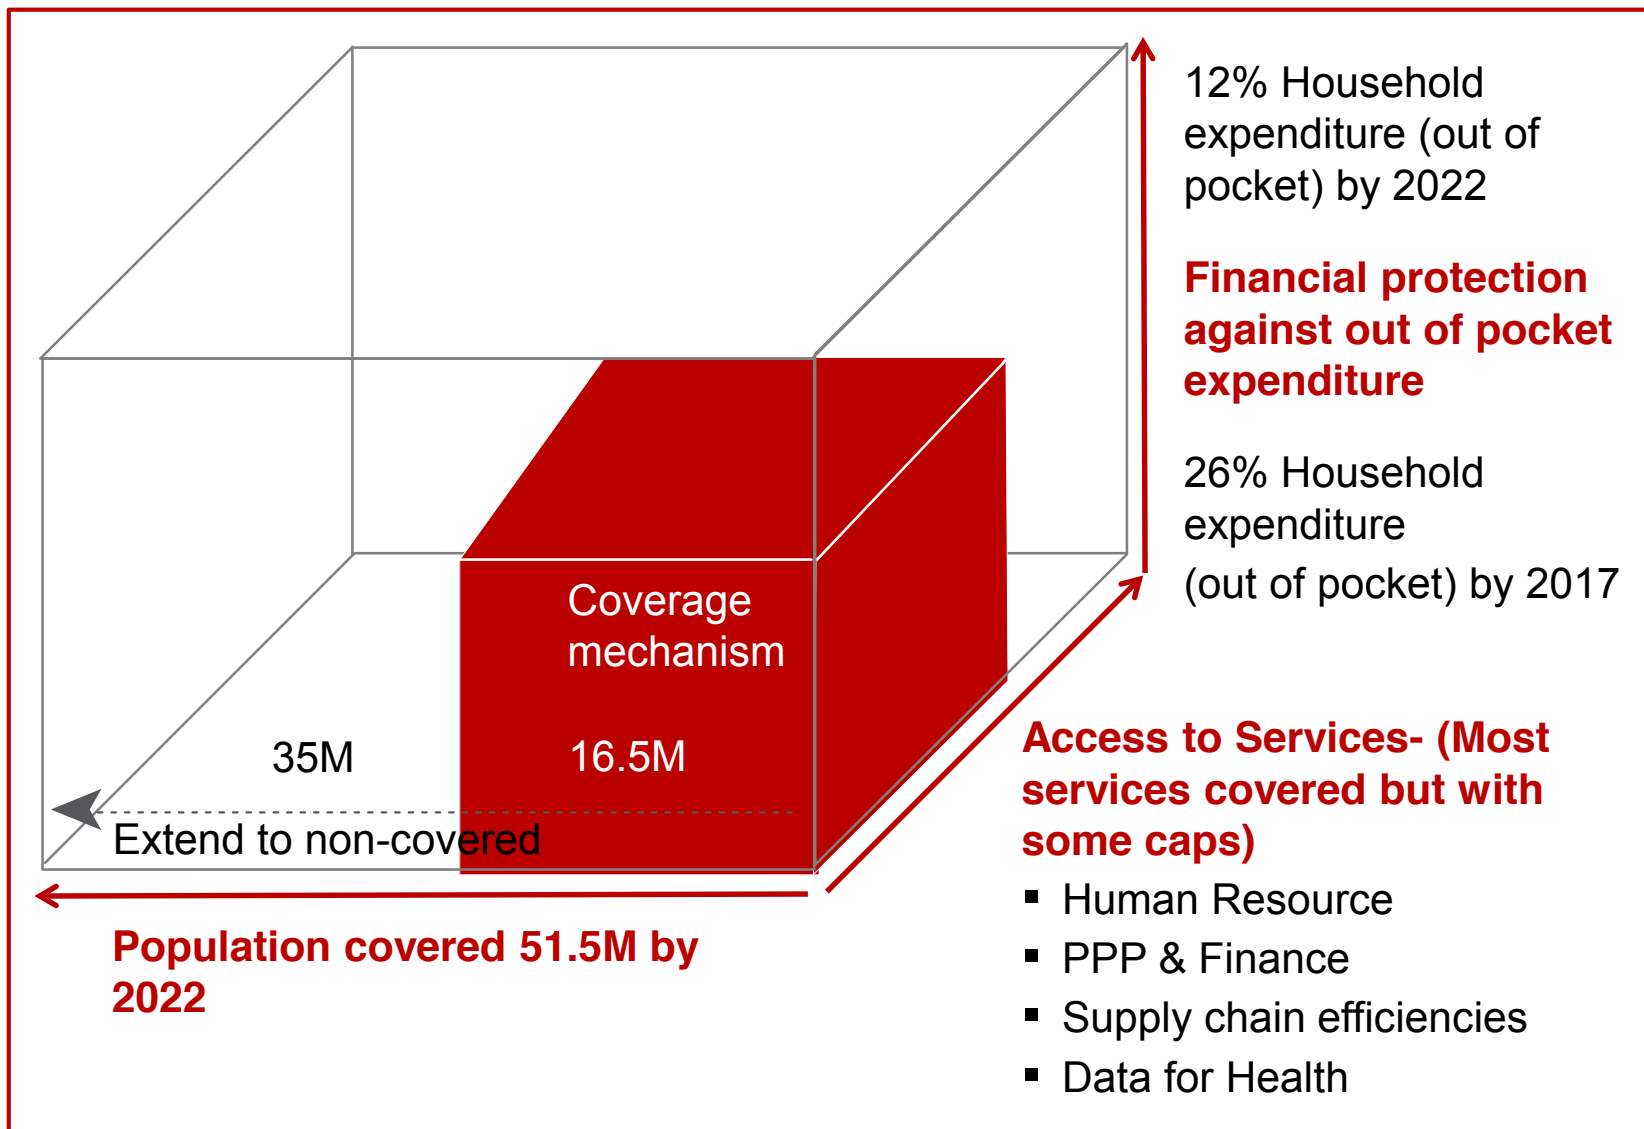 12% Household
expenditure (out of
pocket) by 2022
Financial protection
against out of pocket
expenditure
26% Household
expenditure
(out of pocket) by 2017
Coverage
mechanism
35M
16.5M
Extend to non-covered
Population covered 51.5M by
2022
Access to Services- (Most
services covered but with
some caps)
▪ Human Resource
▪ PPP & Finance
▪ Supply chain efficiencies
▪ Data for Health